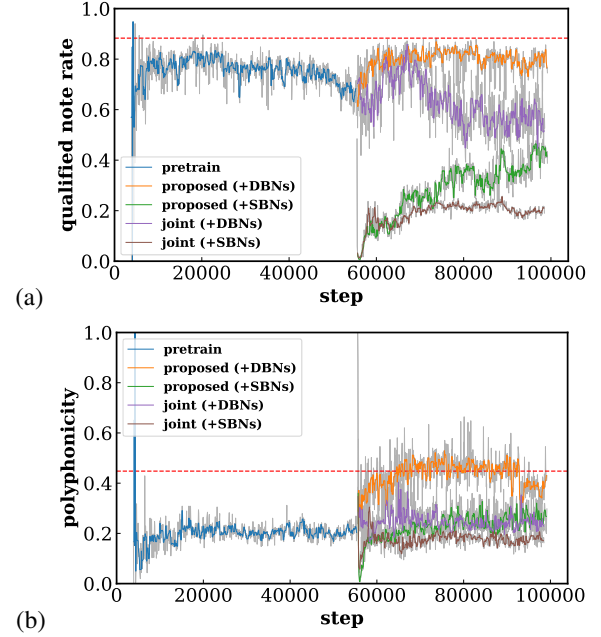 1.0
0.8
0.6
0.4
0.2
0.0
qualified note rate
pretrain
proposed (+DBNs)
proposed (+SBNs)
joint (+DBNs)
joint (+SBNs)
0 20000 40000 60000 80000 100000
step
(a)
1.0
0.8
0.6
0.4
0.2
0.0
polyphonicity
pretrain
proposed (+DBNs)
proposed (+SBNs)
joint (+DBNs)
joint (+SBNs)
0 20000 40000 60000 80000 100000
step
(b)